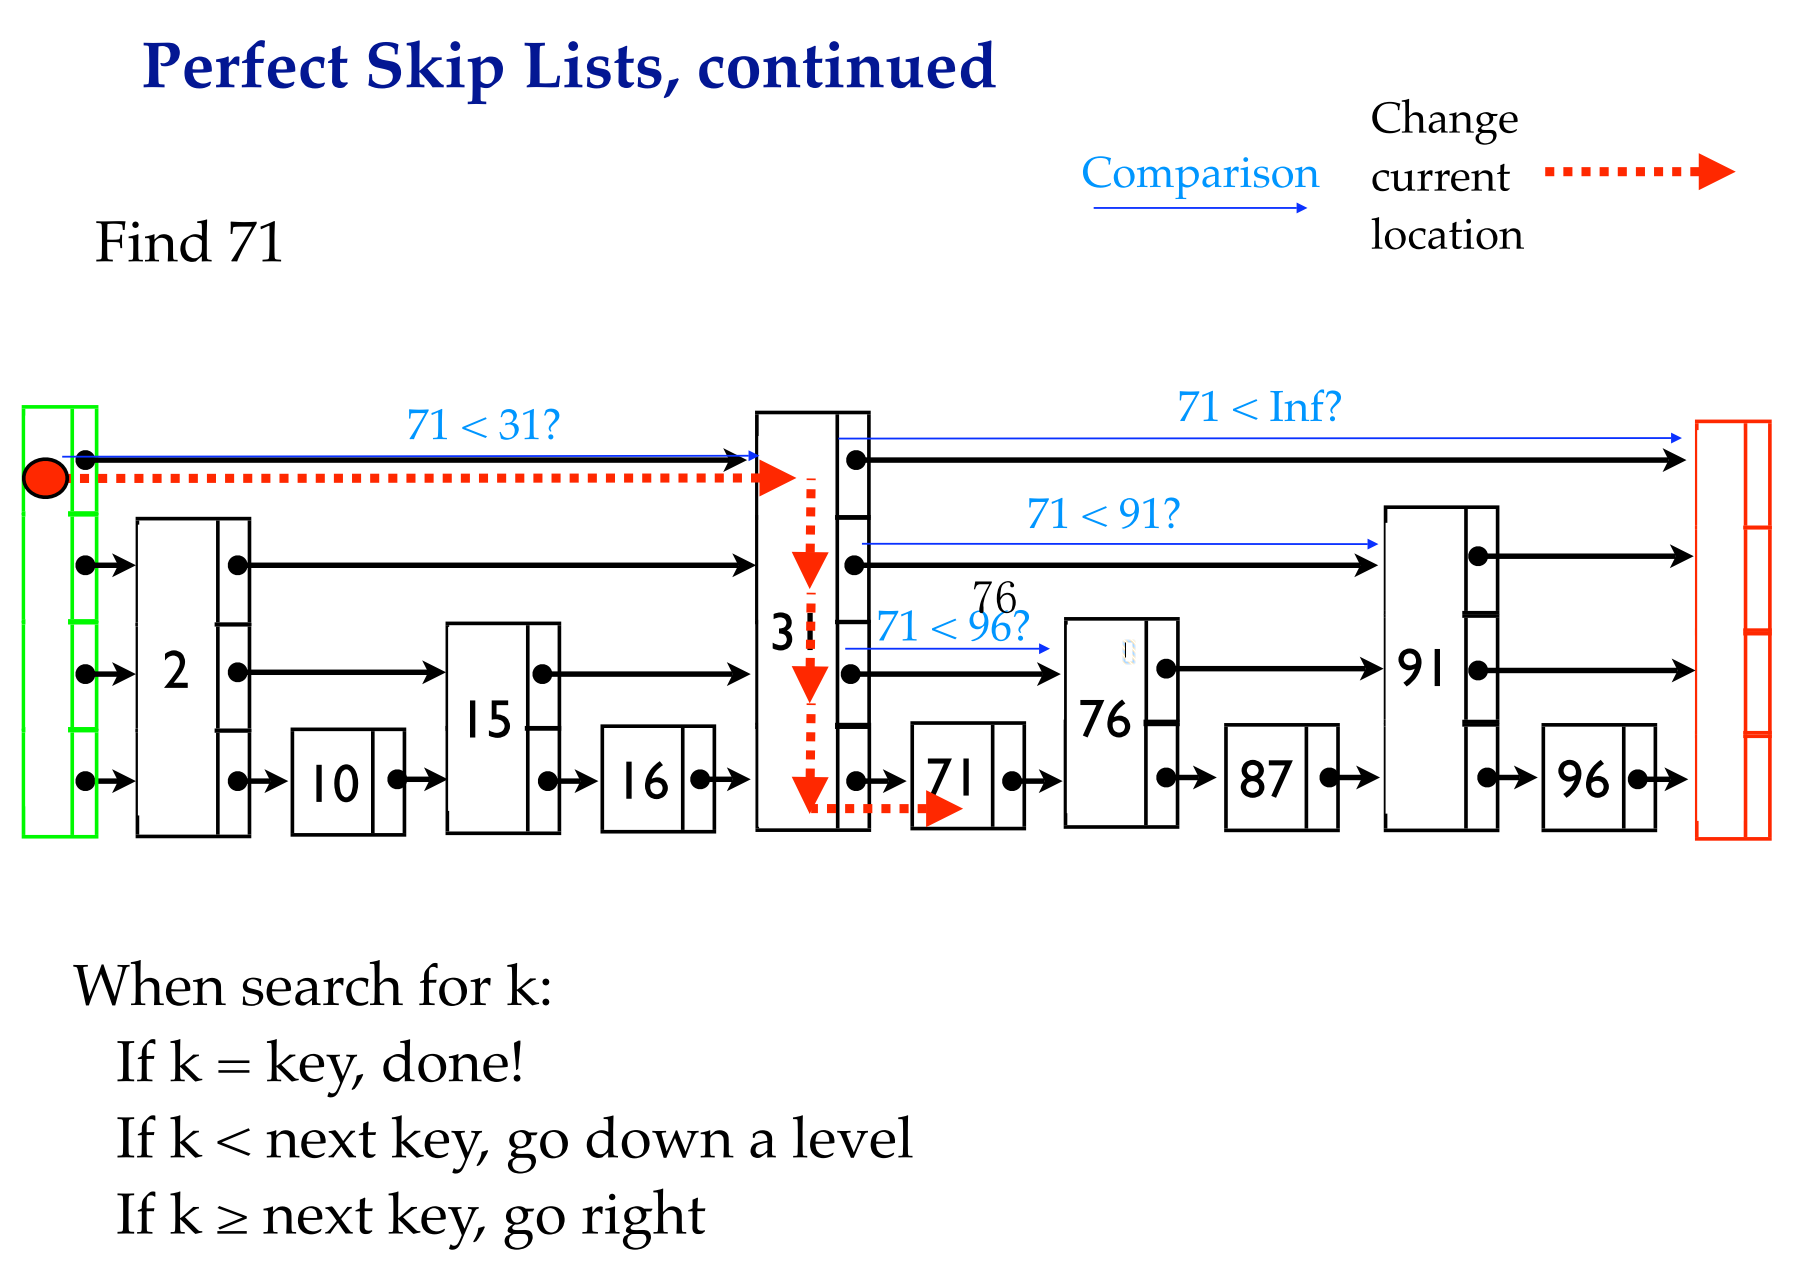 Perfect Skip Lists, continued
Comparison
Change
current
location
Find 71
71 < 31?
71 < Inf?
71 < 91?
76
71 < 96?
2
10
15
16
31
71
76
87
91
96
When search for k:
If k = key, done!
If k < next key, go down a level
If k ≥ next key, go right